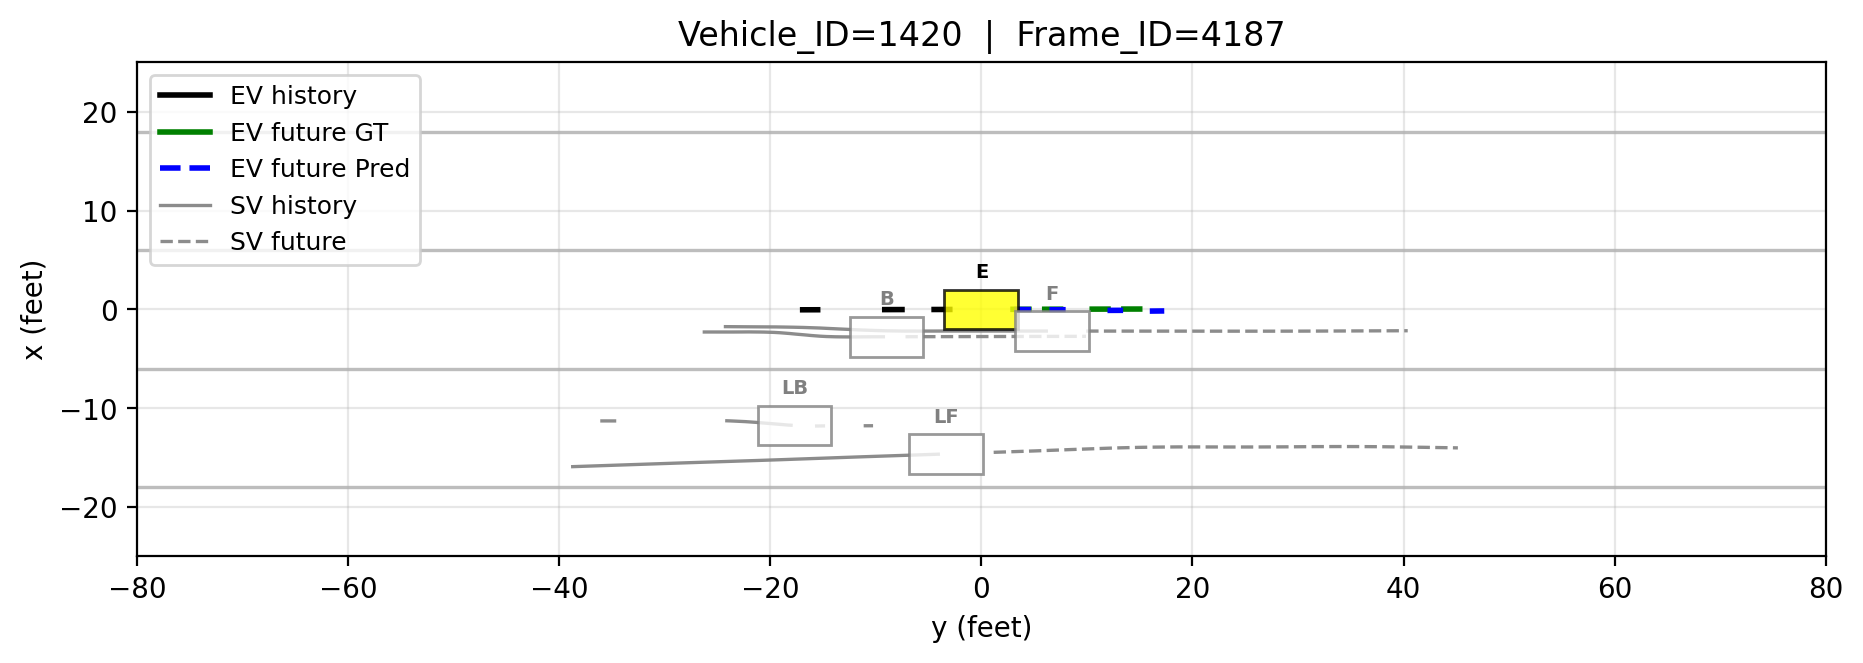 Vehicle_ID=1420 | Frame_ID=4187
EV history
EV future GT
EV future Pred
SV history
SV future
20
10
0
−10
−20
x (feet)
E
F
B
LB
LF
−80
−60
−40
−20
0
20
40
60
80
y (feet)